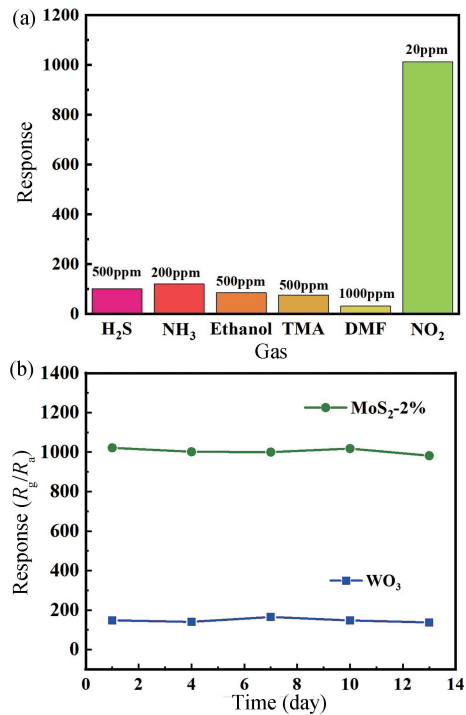 (a)
1200
1000
800
600
400
200
0
Response
20ppm
500ppm 200ppm 500ppm 500ppm 1000ppm
H₂S NH₃ Ethanol TMA DMF NO₂
Gas
(b)
1400
1200
1000
800
600
400
200
0
Response (Rg/Ra)
MoS₂-2%
WO₃
0 2 4 6 8 10 12 14
Time (day)